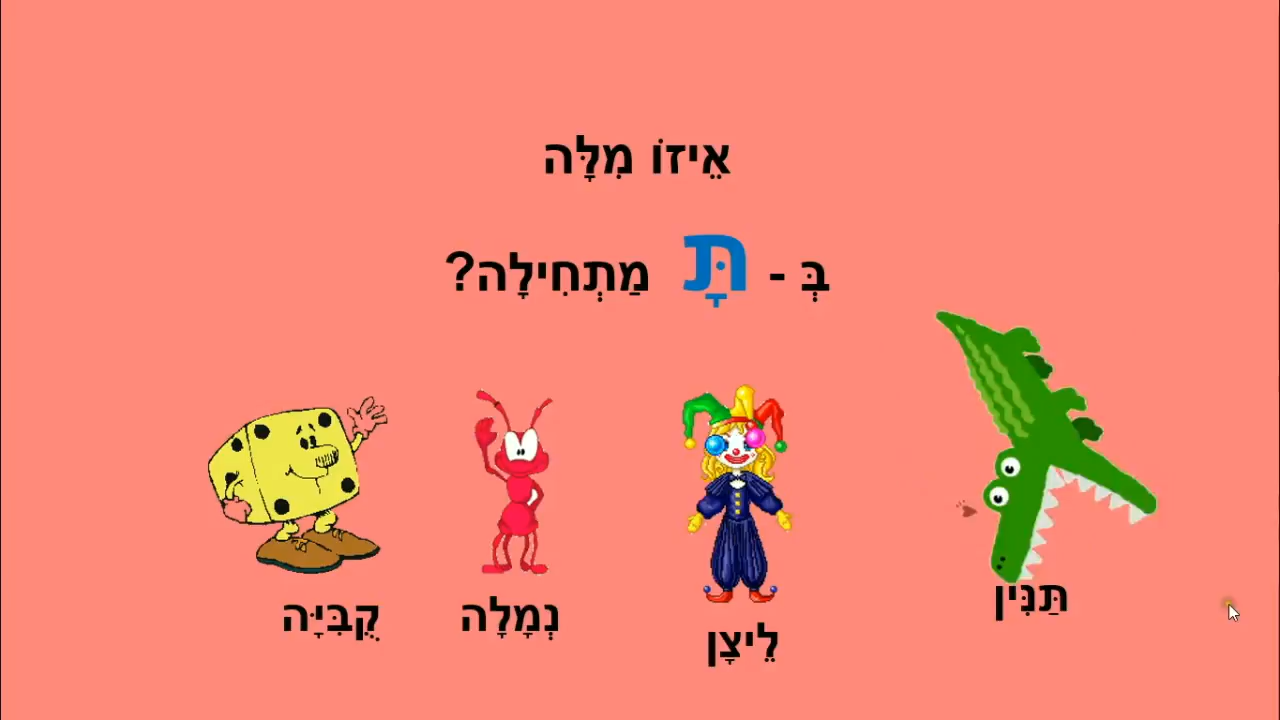 אֵיזוֹ מִלָּה
בְּ - תָּ מַתְחִילָה?
תַּנִּין
לֵיצָן
נְמָלָה
קֻבִּיָּה